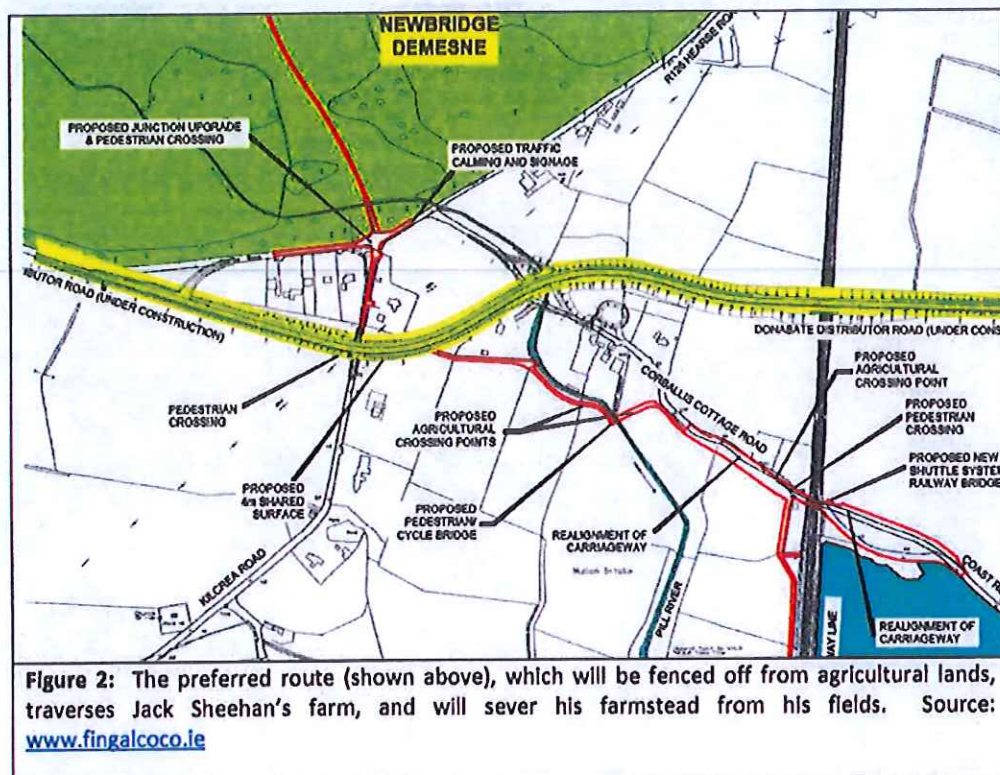 NEWBRIDGE
DEMESNE
R126 HEARSE ROA
PROPOSED JUNCTION UPGRADE
& PEDESTRIAN CROSSING
PROPOSED TRAFFIC
CALMING AND SIGNAGE
BUTOR ROAD (UNDER CONSTRUCTION)
DONABATE DISTRIBUTOR ROAD (UNDER CONS
PEDESTRIAN
CROSSING
PROPOSED
AGRICULTURAL
CROSSING POINTS
CORBALLIS COTTAGE ROAD
PROPOSED
AGRICULTURAL
CROSSING POINT
PROPOSED
PEDESTRIAN
CROSSING
PROPOSED NEW
SHUTTLE SYSTEM
RAILWAY BRIDGE
PROPOSED
4m SHARED
SURFACE
PROPOSED
PEDESTRIAN/
CYCLE BRIDGE
REALIGNMENT OF
CARRIAGEWAY
KILCREA ROAD
PILL RIVER
WAY LINE
COAST R
REALIGNMENT OF
CARRIAGEWAY
Figure 2: The preferred route (shown above), which will be fenced off from agricultural lands,
traverses Jack Sheehan's farm, and will sever his farmstead from his fields. Source:
www.fingalcoco.ie